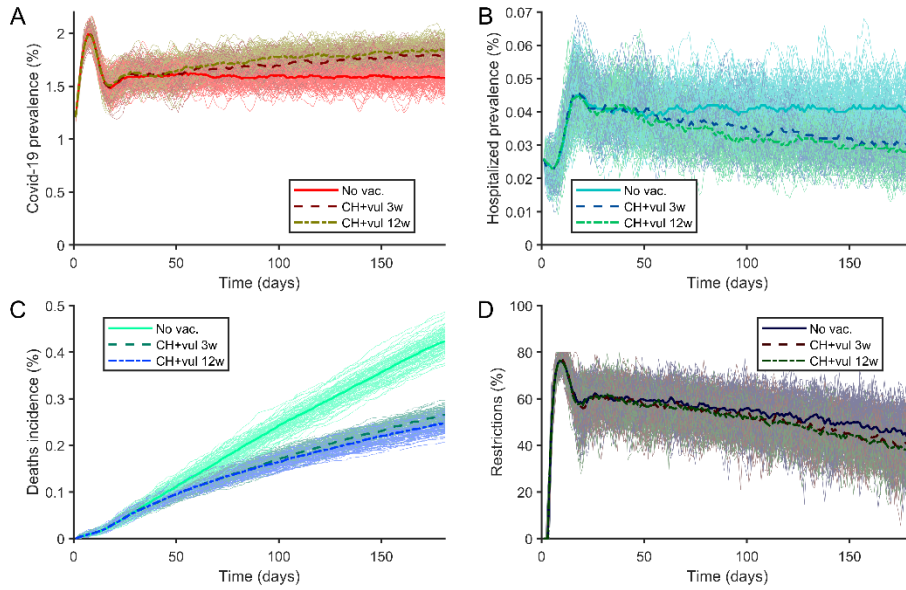 A
Covid-19 prevalence (%)
2
1.5
1
0.5
0
0
50
100
150
Time (days)
No vac.
CH+vul 3w
CH+vul 12w
B
Hospitalized prevalence (%)
0.07
0.06
0.05
0.04
0.03
0.02
0.01
0
50
100
150
Time (days)
No vac.
CH+vul 3w
CH+vul 12w
C
Deaths incidence (%)
0.5
0.4
0.3
0.2
0.1
0
0
50
100
150
Time (days)
No vac.
CH+vul 3w
CH+vul 12w
D
Restrictions (%)
100
80
60
40
20
0
0
50
100
150
Time (days)
No vac.
CH+vul 3w
CH+vul 12w